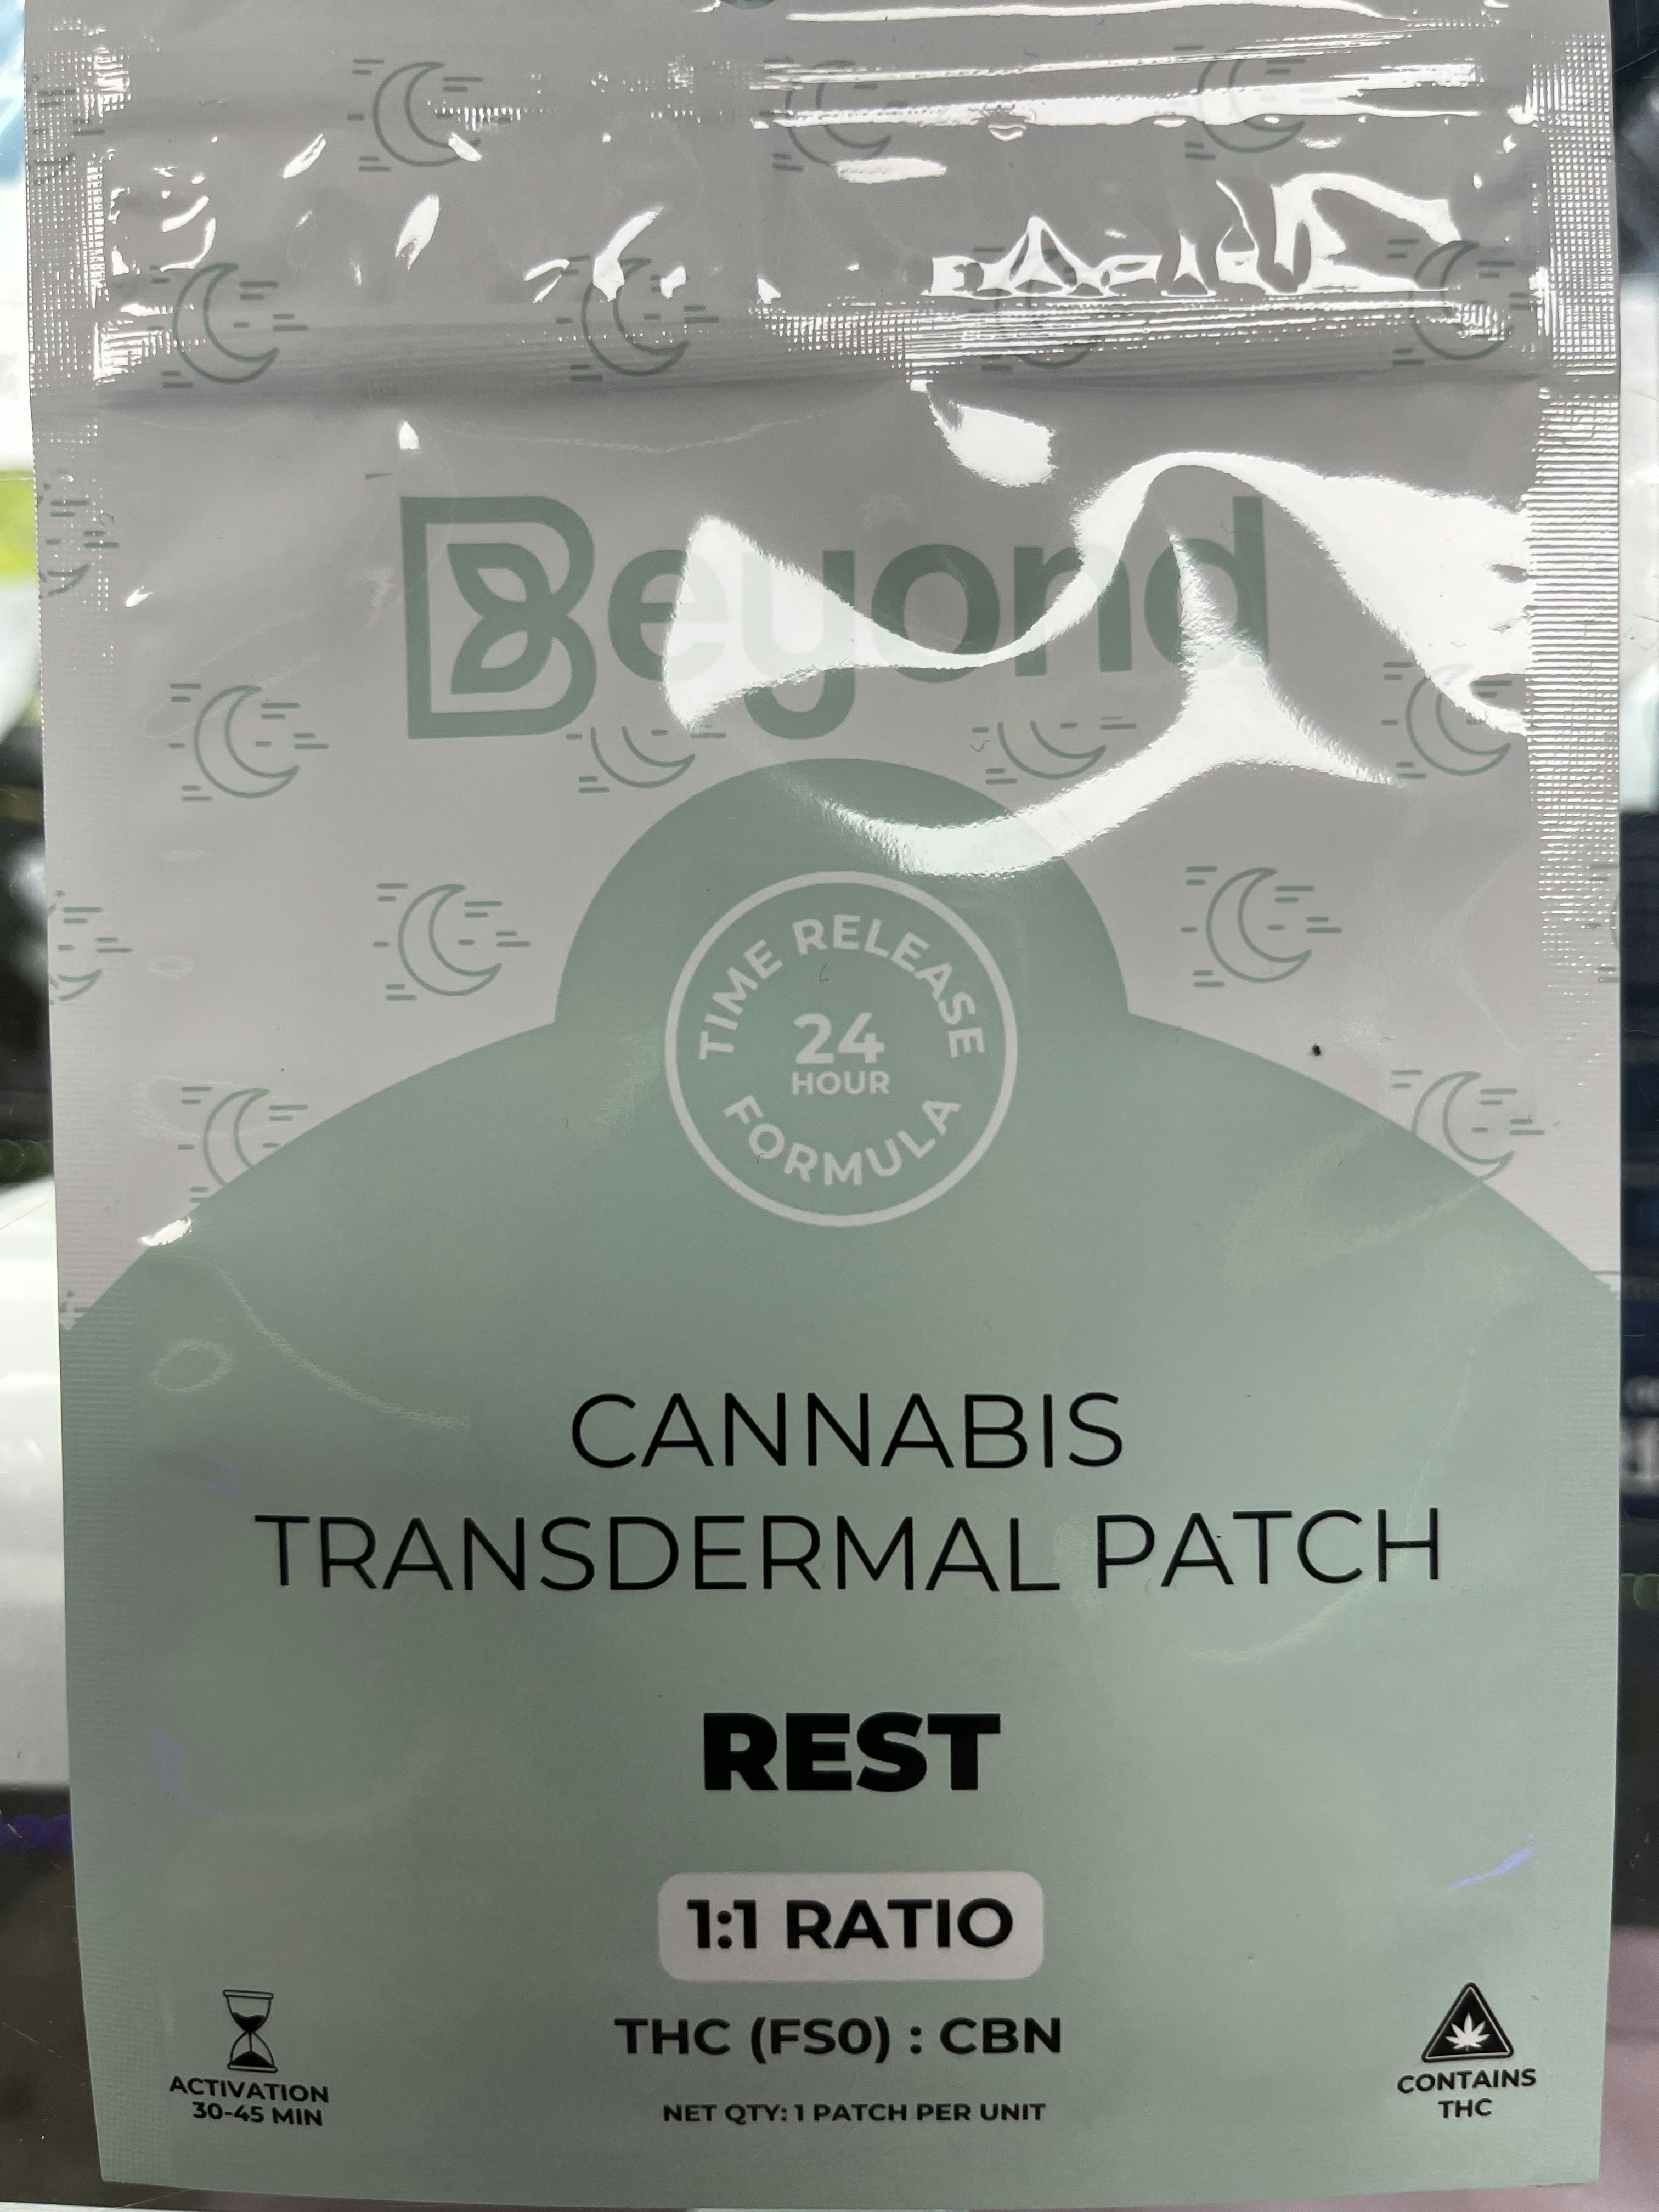 Beyond
TIME RELEASE
24
HOUR
FORMULA
CANNABIS
TRANSDERMAL PATCH
REST
1:1 RATIO
THC (FSO) : CBN
NET QTY: 1 PATCH PER UNIT
ACTIVATION
30-45 MIN
CONTAINS
THC